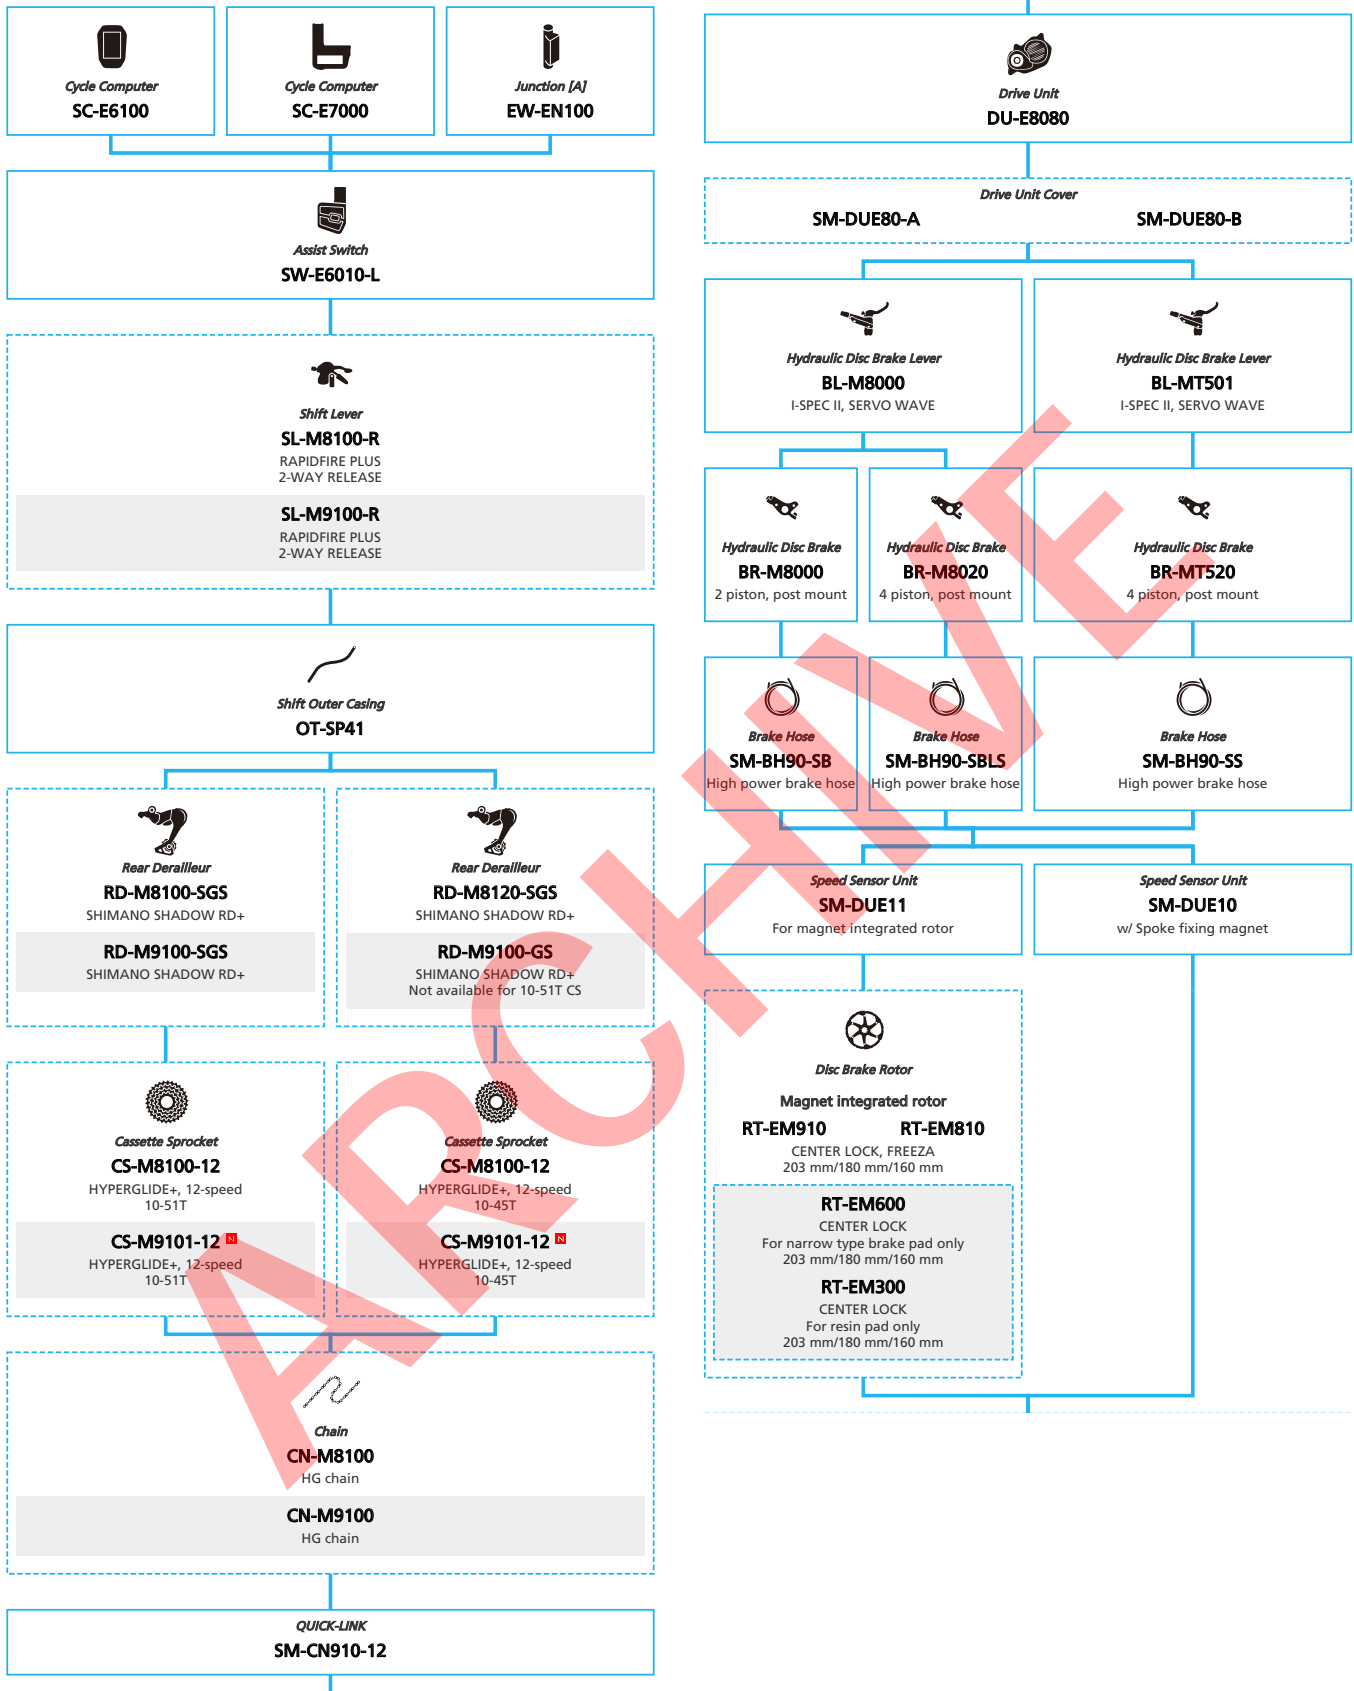 Cycle Computer
SC-E6100
Cycle Computer
SC-E7000
Junction [A]
EW-EN100
Assist Switch
SW-E6010-L
Shift Lever
SL-M8100-R
RAPIDFIRE PLUS
2-WAY RELEASE
SL-M9100-R
RAPIDFIRE PLUS
2-WAY RELEASE
Shift Outer Casing
OT-SP41
Rear Derailleur
RD-M8100-SGS
SHIMANO SHADOW RD+
RD-M9100-SGS
SHIMANO SHADOW RD+
Rear Derailleur
RD-M8120-SGS
SHIMANO SHADOW RD+
RD-M9100-GS
SHIMANO SHADOW RD+
Not available for 10-51T CS
Cassette Sprocket
CS-M8100-12
HYPERGLIDE+, 12-speed
10-51T
CS-M9101-12 N
HYPERGLIDE+, 12-speed
10-51T
Cassette Sprocket
CS-M8100-12
HYPERGLIDE+, 12-speed
10-45T
CS-M9101-12 N
HYPERGLIDE+, 12-speed
10-45T
Chain
CN-M8100
HG chain
CN-M9100
HG chain
QUICK-LINK
SM-CN910-12
Drive Unit
DU-E8080
Drive Unit Cover
SM-DUE80-A SM-DUE80-B
Hydraulic Disc Brake Lever
BL-M8000
I-SPEC II, SERVO WAVE
Hydraulic Disc Brake Lever
BL-MT501
I-SPEC II, SERVO WAVE
Hydraulic Disc Brake
BR-M8000
2 piston, post mount
Hydraulic Disc Brake
BR-M8020
4 piston, post mount
Hydraulic Disc Brake
BR-MT520
4 piston, post mount
Brake Hose
SM-BH90-SB
High power brake hose
Brake Hose
SM-BH90-SBLS
High power brake hose
Brake Hose
SM-BH90-SS
High power brake hose
Speed Sensor Unit
SM-DUE11
For magnet integrated rotor
Speed Sensor Unit
SM-DUE10
w/ Spoke fixing magnet
Disc Brake Rotor
Magnet integrated rotor
RT-EM910 RT-EM810
CENTER LOCK, FREEZA
203 mm/180 mm/160 mm
RT-EM600
CENTER LOCK
For narrow type brake pad only
203 mm/180 mm/160 mm
RT-EM300
CENTER LOCK
For resin pad only
203 mm/180 mm/160 mm
ARCHIVE